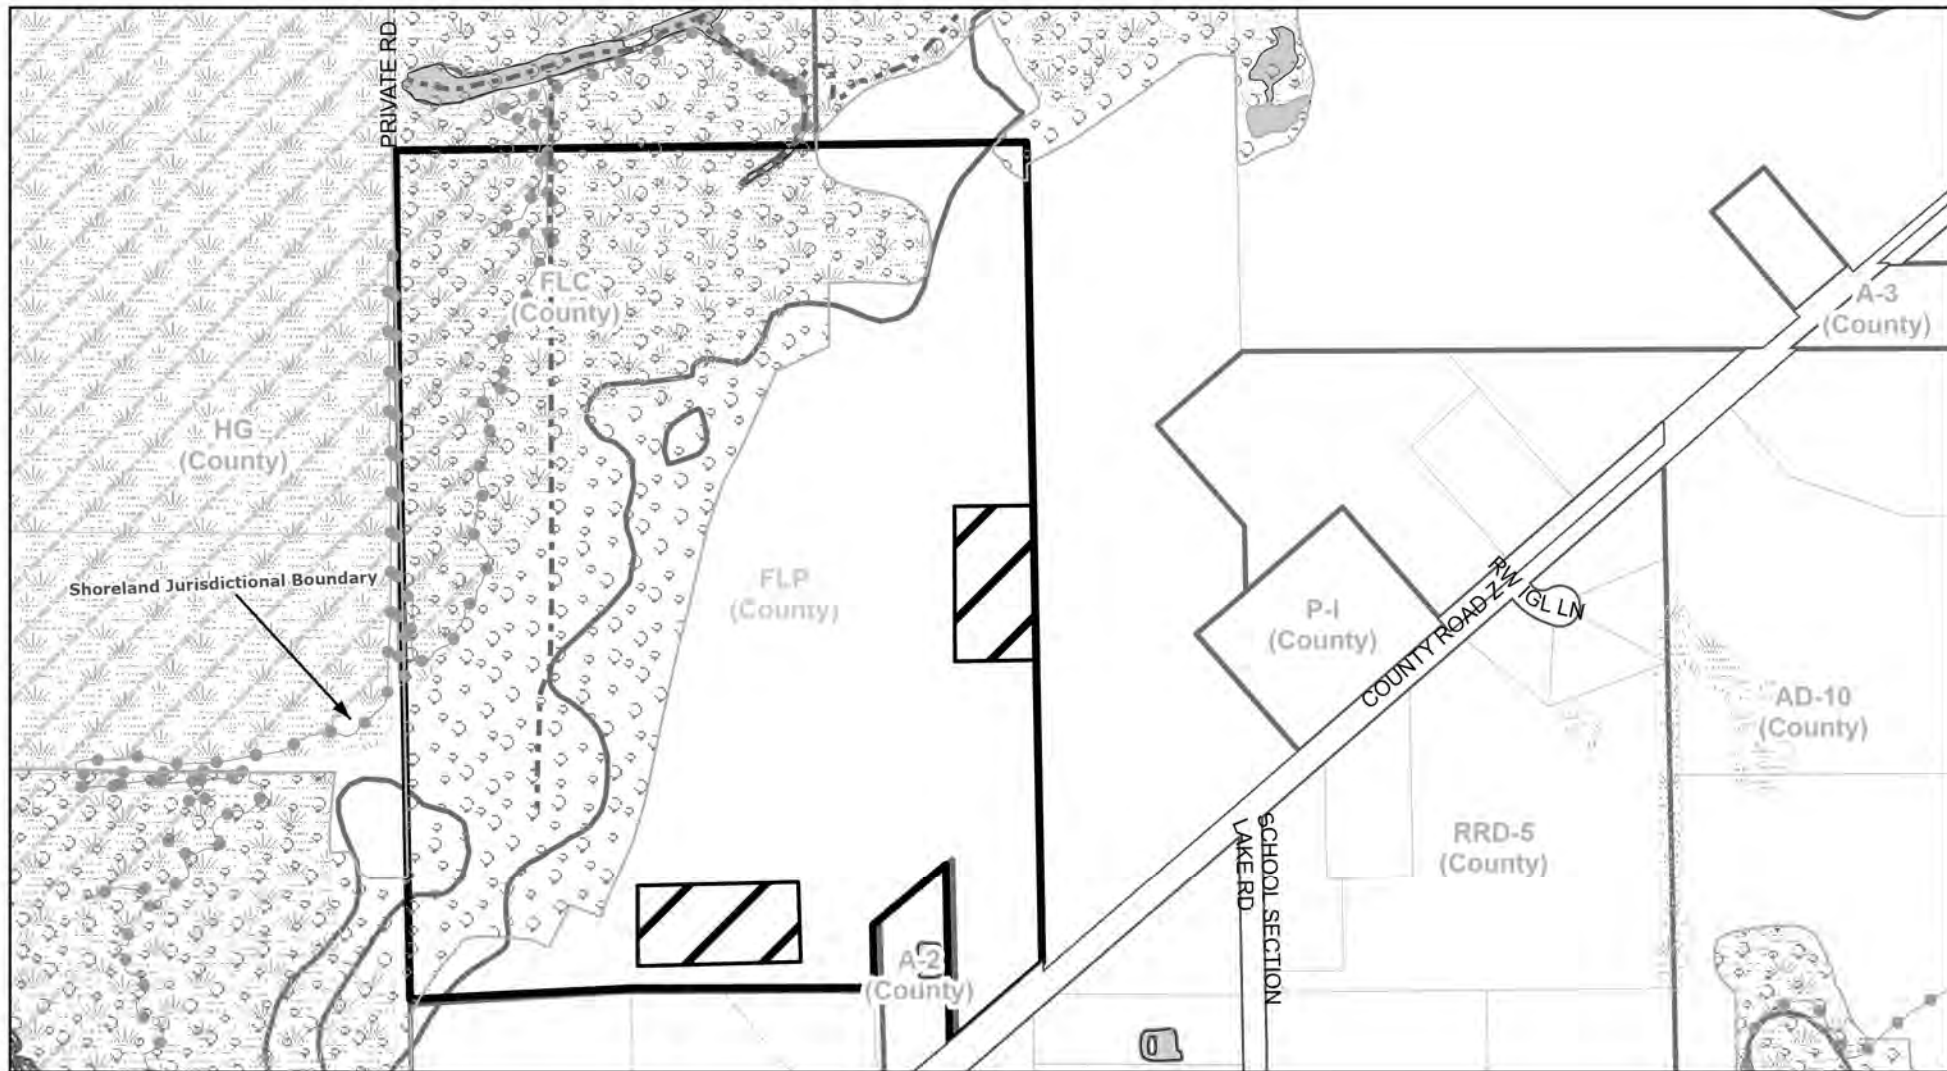 PRIVATE RD
FLC
(County)
A-3
(County)
HG
(County)
Shoreland Jurisdictional Boundary
FLP
(County)
RW IGL LN
P-I
(County)
COUNTY ROAD Z
AD-10
(County)
SCHOOL SECTION
LAKE RD
RRD-5
(County)
A-2
(County)